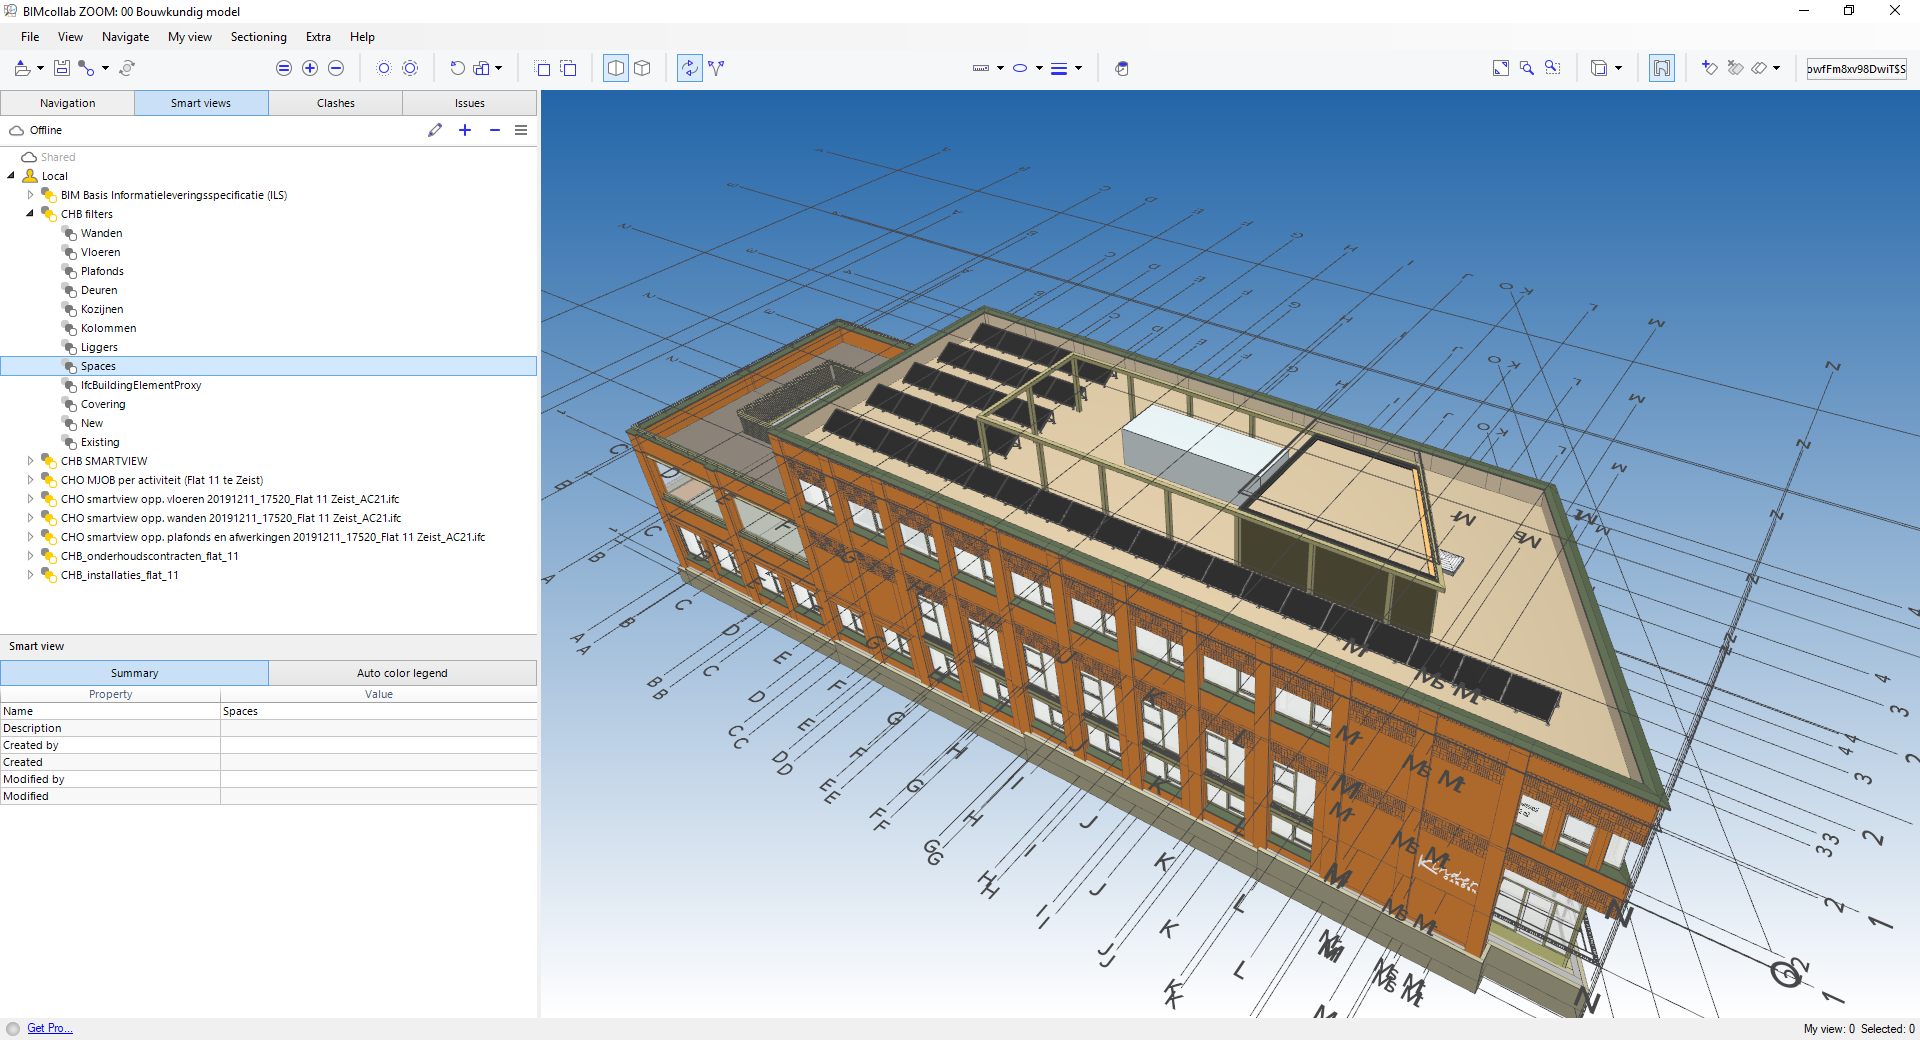 BIMcollab ZOOM: 00 Bouwkundig model
File View Navigate My view Sectioning Extra Help
owfFm8xv98DwiT$S
Navigation Smart views Clashes Issues
Offline
Shared
Local
BIM Basis Informatieleveringsspecificatie (ILS)
CHB filters
Wanden
Vloeren
Plafonds
Deuren
Kozijnen
Kolommen
Liggers
Spaces
IfcBuildingElementProxy
Covering
New
Existing
CHB SMARTVIEW
CHO MJOB per activiteit (Flat 11 te Zeist)
CHO smartview opp. vloeren 20191211_17520_Flat 11 Zeist_AC21.ifc
CHO smartview opp. wanden 20191211_17520_Flat 11 Zeist_AC21.ifc
CHO smartview opp. plafonds en afwerkingen 20191211_17520_Flat 11 Zeist_AC21.ifc
CHB_onderhoudscontracten_flat_11
CHB_installaties_flat_11
Smart view
Summary Auto color legend
Property Value
Name Spaces
Description
Created by
Created
Modified by
Modified
Kinder
Get Pro...
My view: 0 Selected: 0